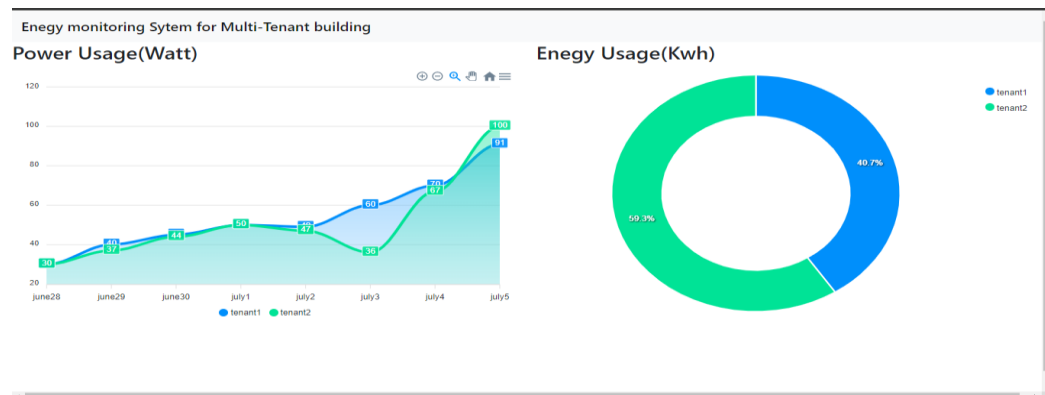 Enegy monitoring Sytem for Multi-Tenant building
Power Usage(Watt)
120
100
80
60
40
20
30
40
37
44
50
47
60
36
70
67
100
91
june28 june29 june30 july1 july2 july3 july4 july5
tenant1 tenant2
Enegy Usage(Kwh)
tenant1
tenant2
40.7%
59.3%